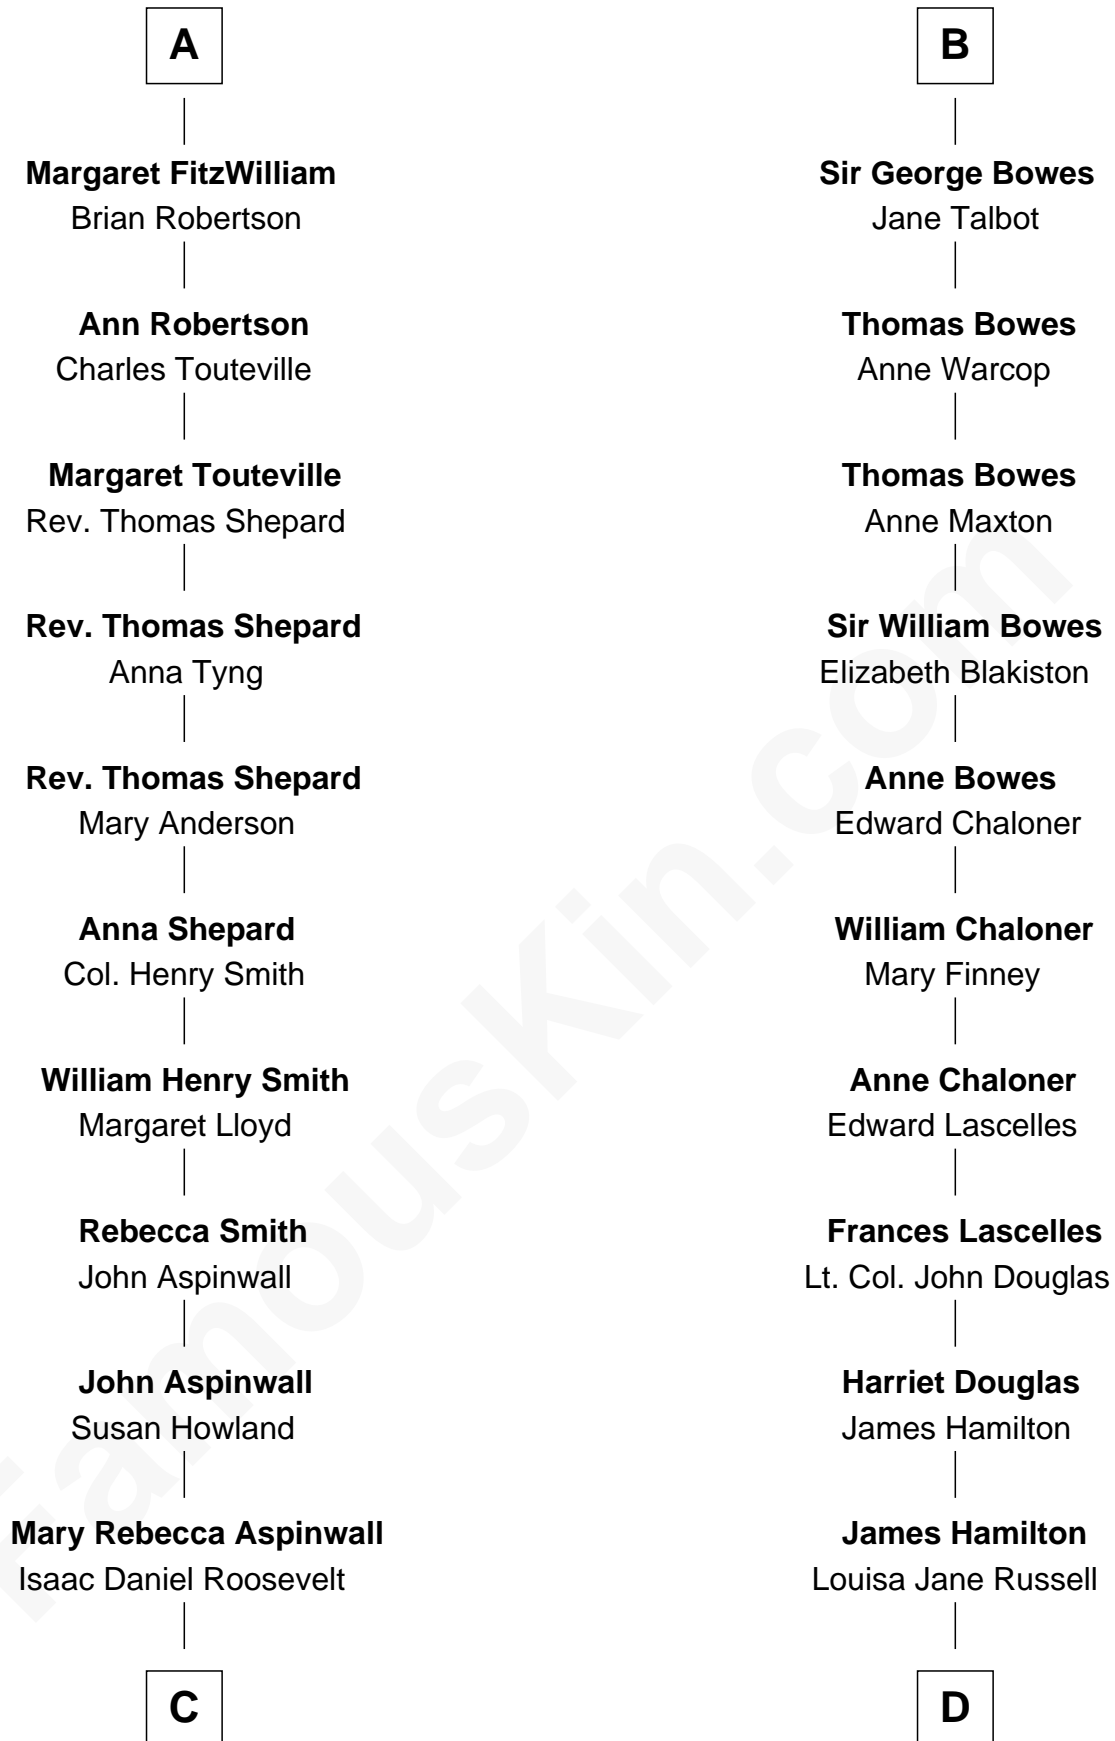 A
Margaret FitzWilliam
Brian Robertson
Ann Robertson
Charles Touteville
Margaret Touteville
Rev. Thomas Shepard
Rev. Thomas Shepard
Anna Tyng
Rev. Thomas Shepard
Mary Anderson
Anna Shepard
Col. Henry Smith
William Henry Smith
Margaret Lloyd
Rebecca Smith
John Aspinwall
John Aspinwall
Susan Howland
Mary Rebecca Aspinwall
Isaac Daniel Roosevelt
C
B
Sir George Bowes
Jane Talbot
Thomas Bowes
Anne Warcop
Thomas Bowes
Anne Maxton
Sir William Bowes
Elizabeth Blakiston
Anne Bowes
Edward Chaloner
William Chaloner
Mary Finney
Anne Chaloner
Edward Lascelles
Frances Lascelles
Lt. Col. John Douglas
Harriet Douglas
James Hamilton
James Hamilton
Louisa Jane Russell
D
FamousKin.com